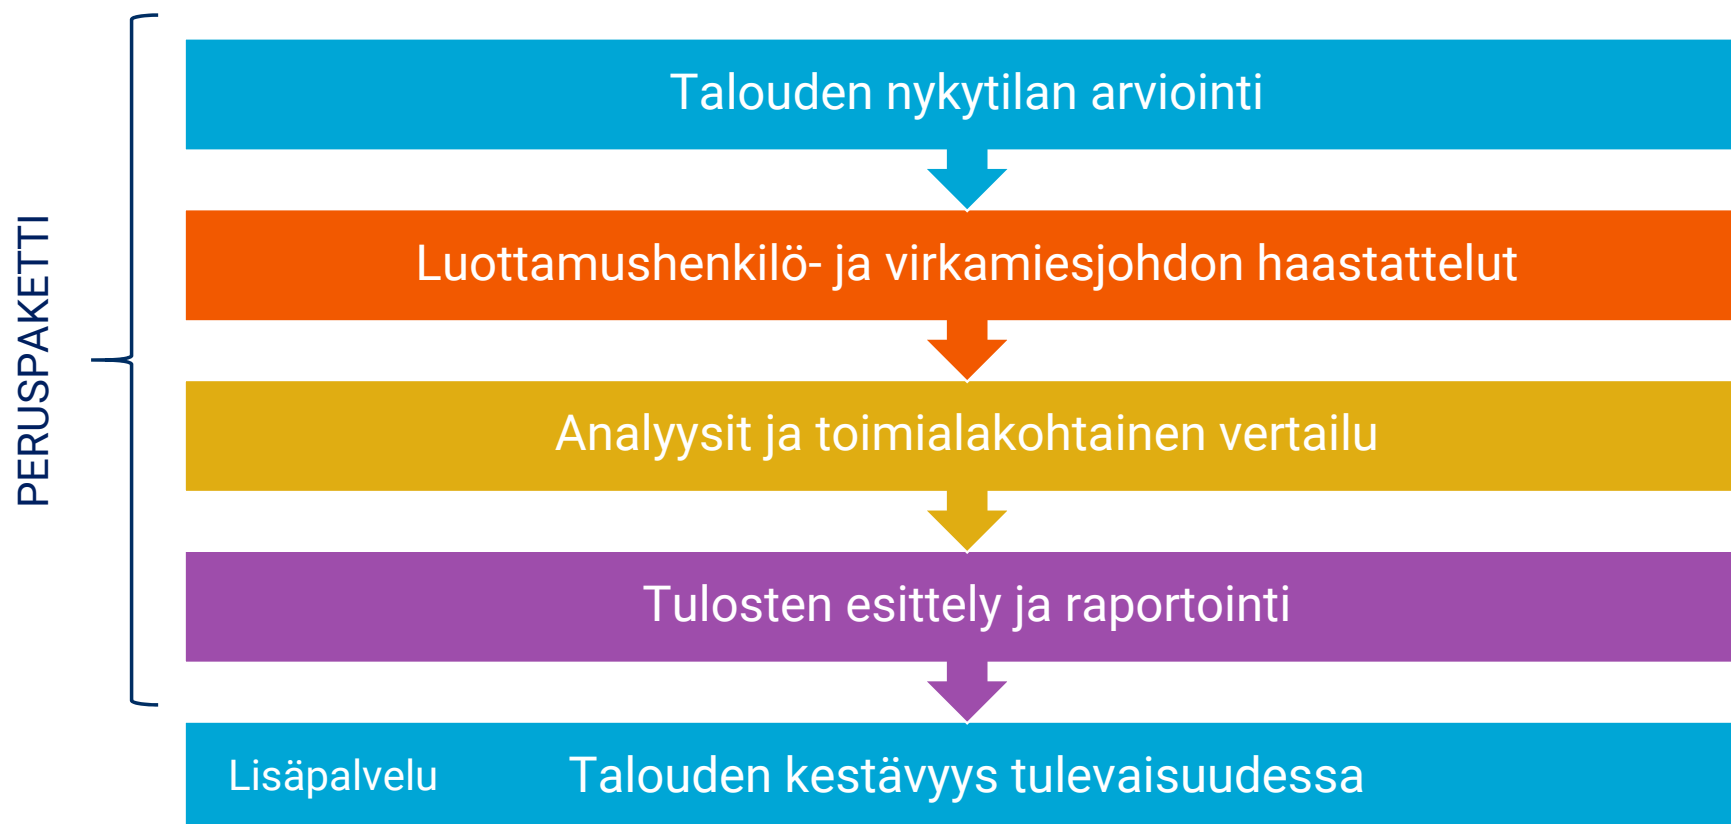 PERUSPAKETTI
Talouden nykytilan arviointi
Luottamushenkilö- ja virkamiesjohdon haastattelut
Analyysit ja toimialakohtainen vertailu
Tulosten esittely ja raportointi
Lisäpalvelu Talouden kestävyys tulevaisuudessa